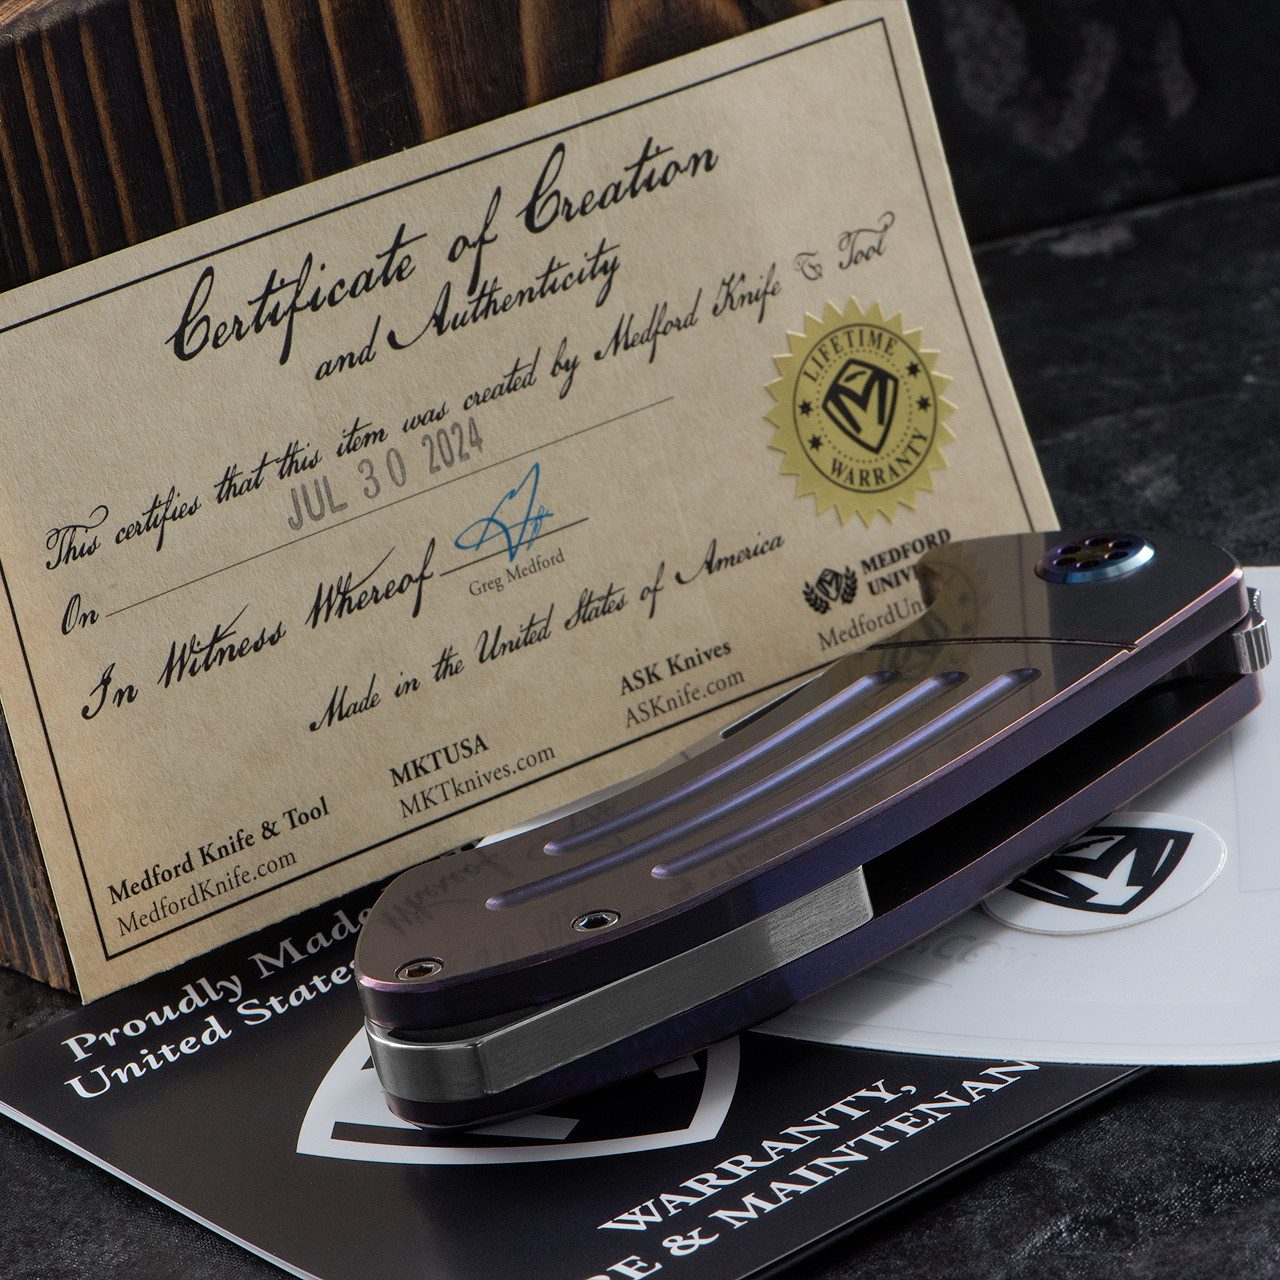 Certificate of Creation
and Authenticity
This certifies that this item was created by Medford Knife & Tool
On JUL 30 2024
In Witness Whereof
Greg Medford
Made in the United States of America
LIFETIME
WARRANTY
MEDFORD
MedfordUn
Medford Knife & Tool
MedfordKnife.com
MKTUSA
MKTknives.com
ASK Knives
ASKnife.com
Proudly Made
United States
WARRANTY,
& MAINTENAN